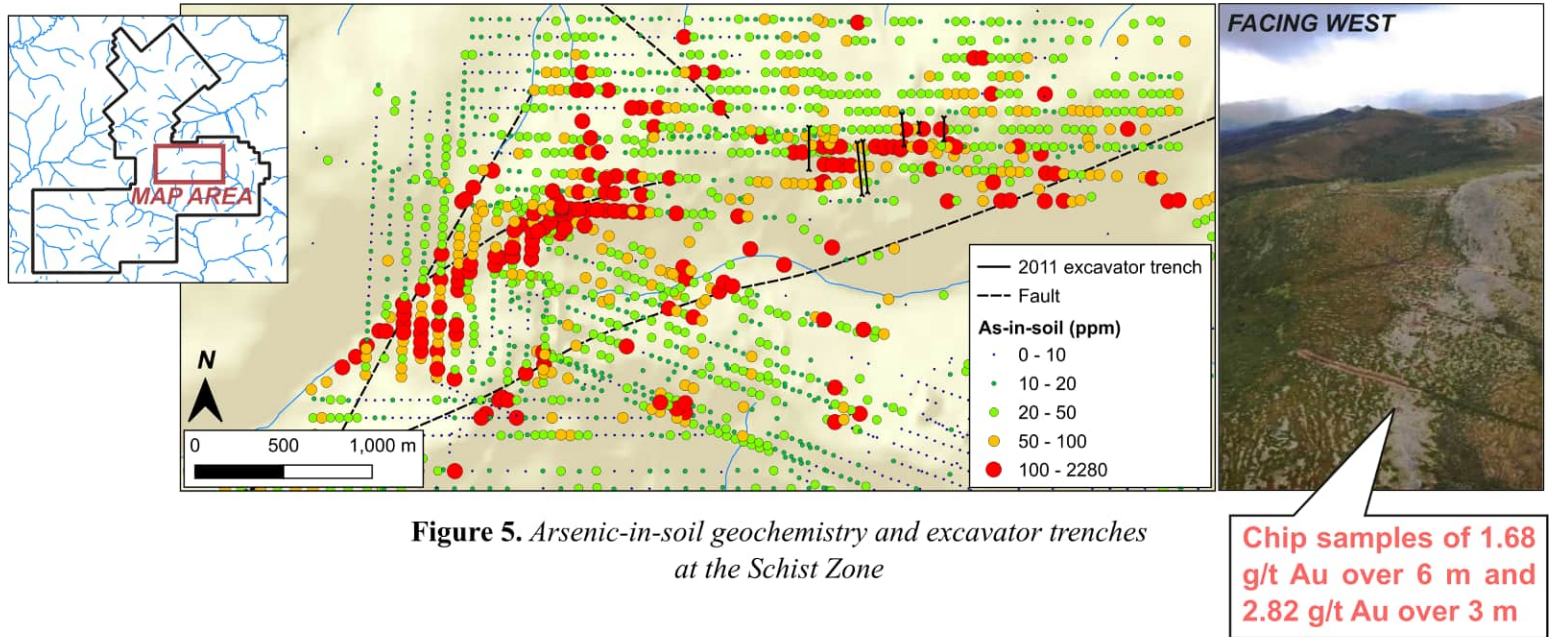 MAP AREA
N
0 500 1,000 m
2011 excavator trench
Fault
As-in-soil (ppm)
0 - 10
10 - 20
20 - 50
50 - 100
100 - 2280
FACING WEST
Chip samples of 1.68
g/t Au over 6 m and
2.82 g/t Au over 3 m
Figure 5. Arsenic-in-soil geochemistry and excavator trenches
at the Schist Zone